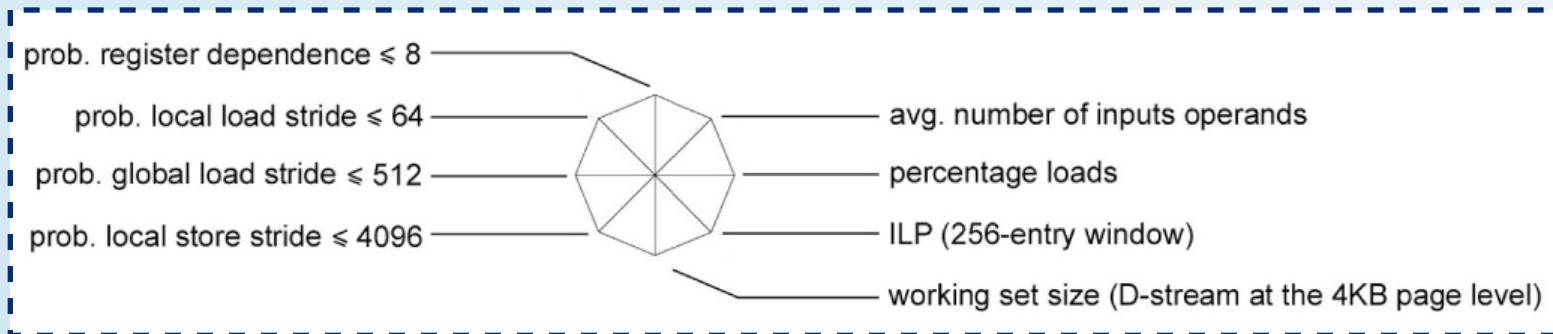 prob. register dependence ⩽ 8
prob. local load stride ⩽ 64
prob. global load stride ⩽ 512
prob. local store stride ⩽ 4096
avg. number of inputs operands
percentage loads
ILP (256-entry window)
working set size (D-stream at the 4KB page level)